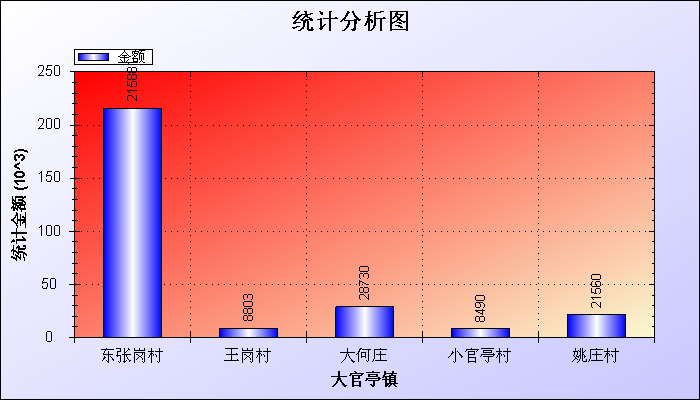 统计分析图
金额
250
200
150
100
50
0
统计金额 (10^3)
8803
28730
8490
21560
东张岗村
王岗村
大何庄
小官亭村
姚庄村
大官亭镇